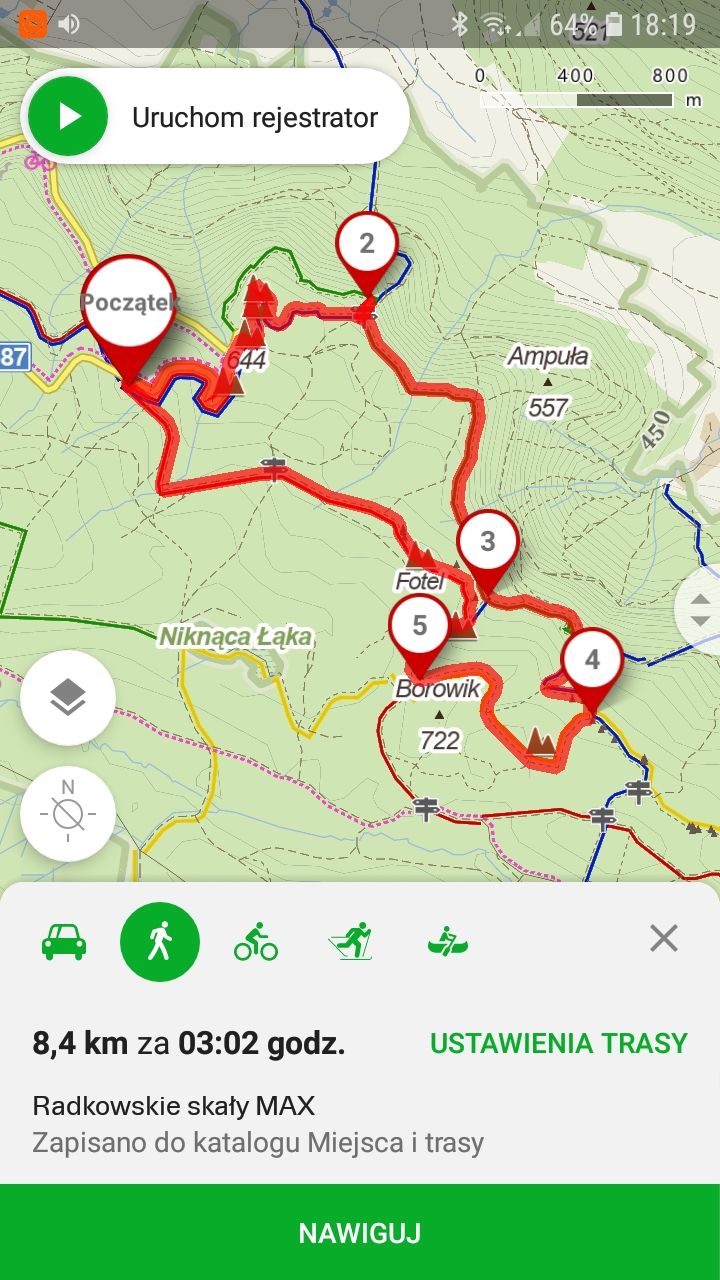 64% 18:19
521
0 400 800
m
Uruchom rejestrator
2
Początek
644
87
Ampuła
557
450
3
Fotel
5
Niknąca Łąka
4
Borowik
722
N
8,4 km za 03:02 godz.
USTAWIENIA TRASY
Radkowskie skały MAX
Zapisano do katalogu Miejsca i trasy
NAWIGUJ